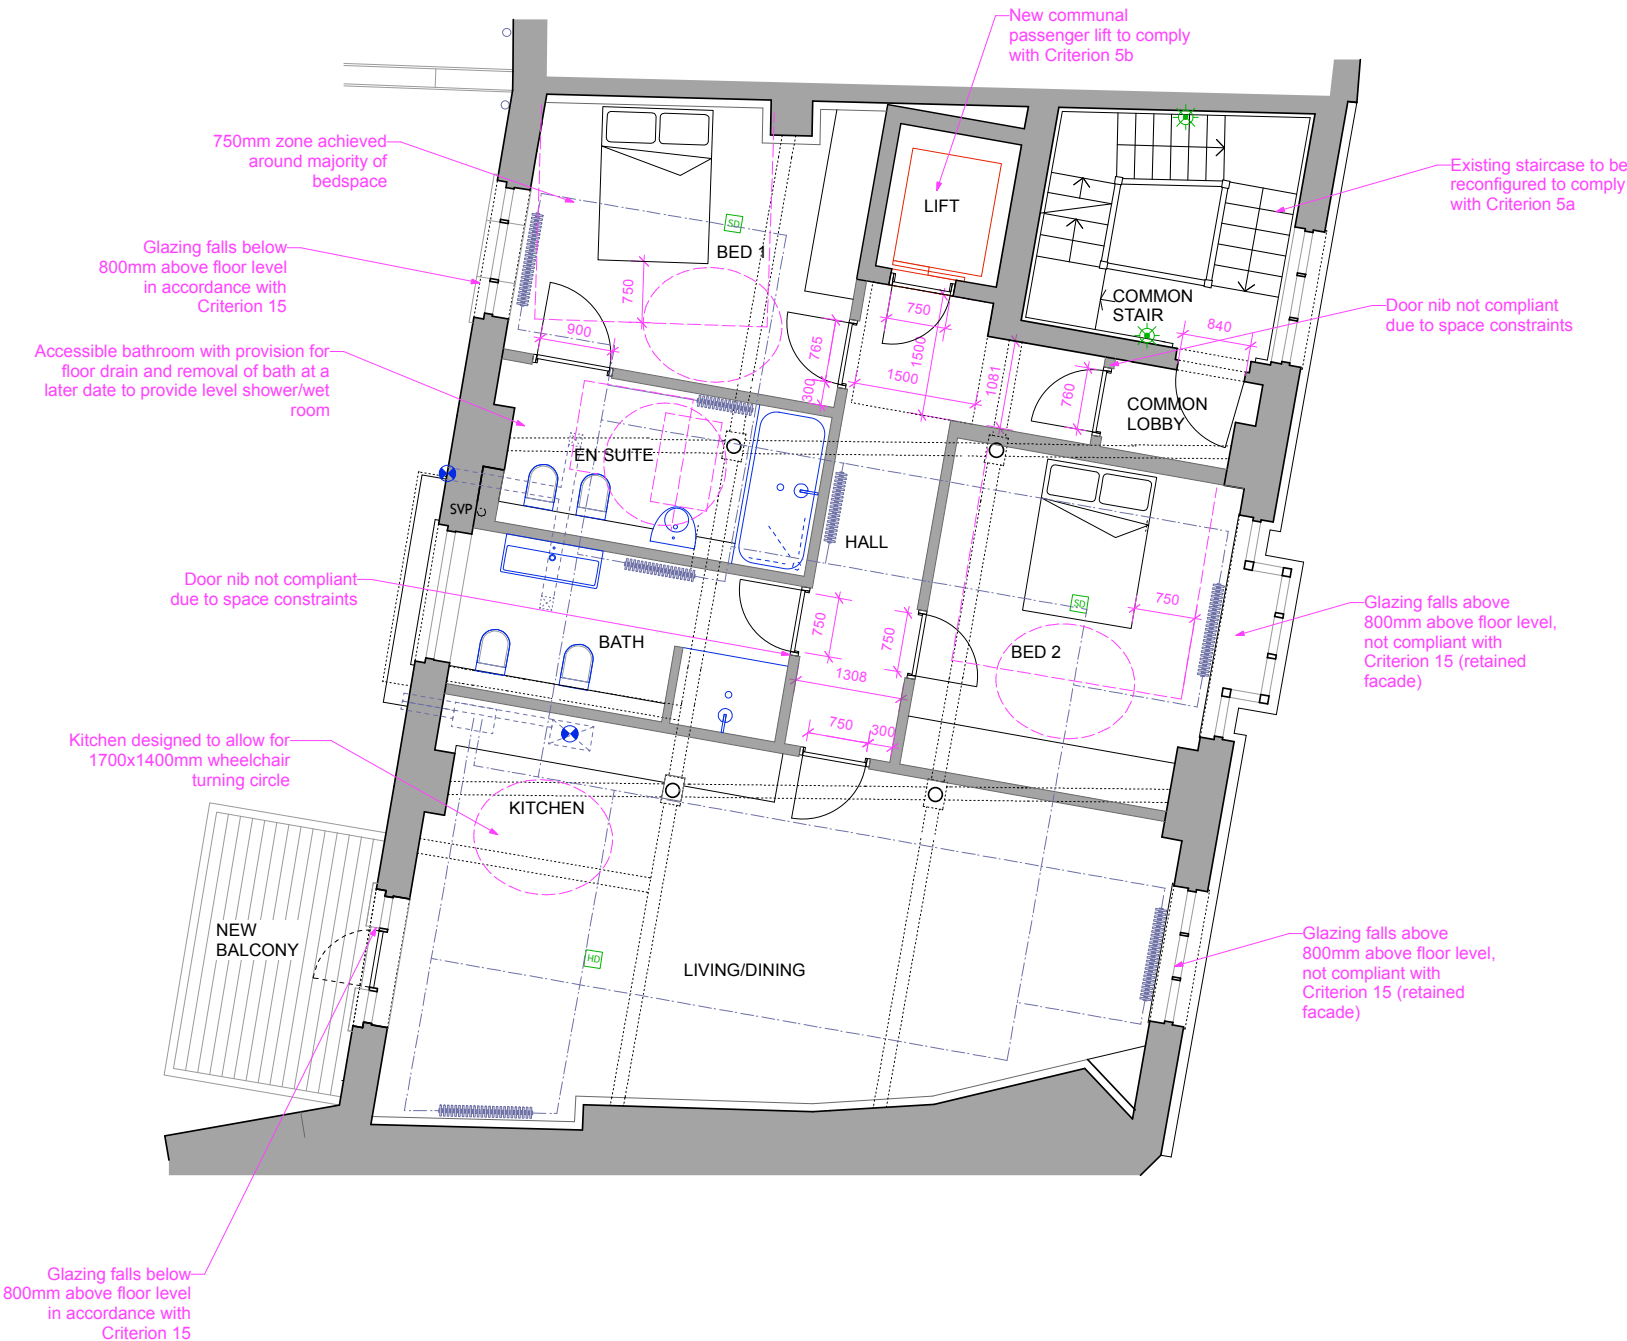 New communal
passenger lift to comply
with Criterion 5b
750mm zone achieved
around majority of
bedspace
Existing staircase to be
reconfigured to comply
with Criterion 5a
LIFT
SD
BED 1
Glazing falls below
800mm above floor level
in accordance with
Criterion 15
750
900
COMMON
STAIR
750
840
Door nib not compliant
due to space constraints
765
1500
1500
300
1081
760
Accessible bathroom with provision for
floor drain and removal of bath at a
later date to provide level shower/wet
room
COMMON
LOBBY
EN SUITE
SVP
HALL
Door nib not compliant
due to space constraints
SD
750
Glazing falls above
800mm above floor level,
not compliant with
Criterion 15 (retained
facade)
750
750
BATH
BED 2
1308
750
300
Kitchen designed to allow for
1700x1400mm wheelchair
turning circle
KITCHEN
NEW
BALCONY
HD
LIVING/DINING
Glazing falls above
800mm above floor level,
not compliant with
Criterion 15 (retained
facade)
Glazing falls below
800mm above floor level
in accordance with
Criterion 15